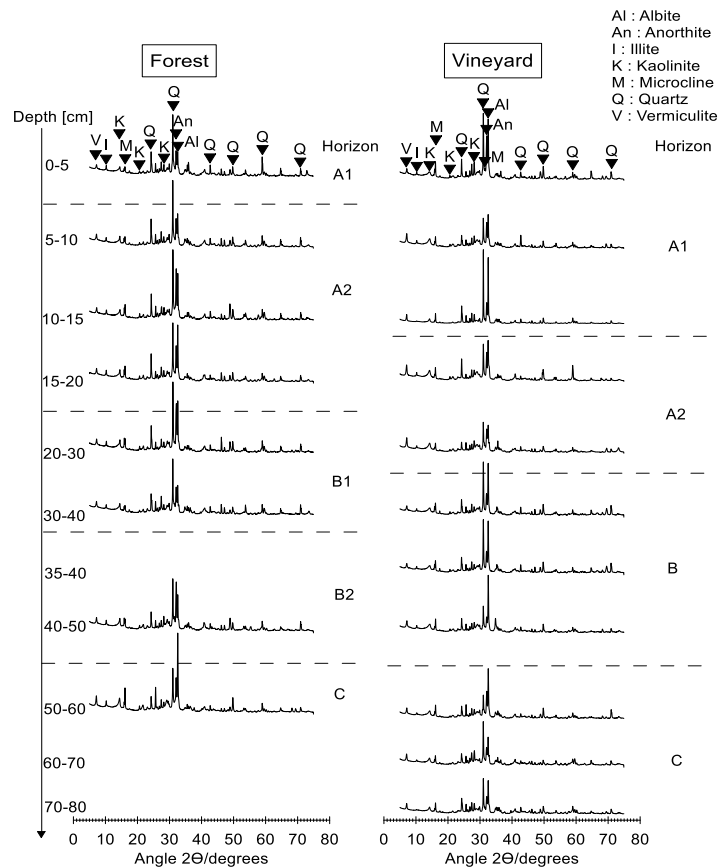 Al : Albite
An : Anorthite
I : Illite
K : Kaolinite
M : Microcline
Q : Quartz
V : Vermiculite
Forest
Vineyard
Depth [cm]
Horizon
Horizon
V I K M K Q K Q An Al Q Q Q Q
V I K M K Q K Q Al An M Q Q Q Q
0-5
5-10
10-15
15-20
20-30
30-40
35-40
40-50
50-60
60-70
70-80
A1
A2
B1
B2
C
A1
A2
B
C
0 10 20 30 40 50 60 70 80
0 10 20 30 40 50 60 70 80
Angle 2Θ/degrees
Angle 2Θ/degrees